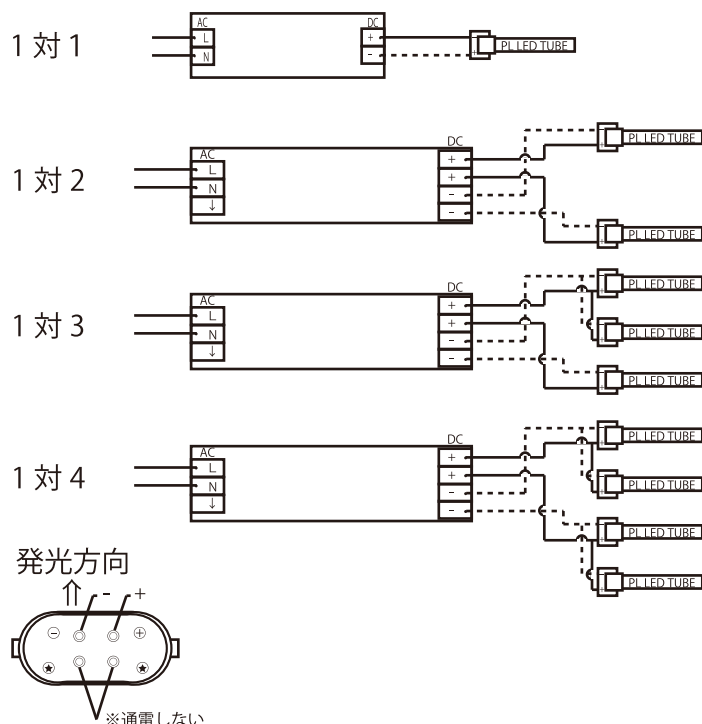 1 対 1
AC
L
N
DC
+
-
- +
PL LED TUBE
1 対 2
AC
L
N
↓
DC
+
+
-
-
- +
PL LED TUBE
- +
PL LED TUBE
1 対 3
AC
L
N
↓
DC
+
+
-
-
- +
PL LED TUBE
- +
PL LED TUBE
- +
PL LED TUBE
1 対 4
AC
L
N
↓
DC
+
+
-
-
- +
PL LED TUBE
- +
PL LED TUBE
- +
PL LED TUBE
- +
PL LED TUBE
発光方向
- +
⊖ ⊕
※通電しない